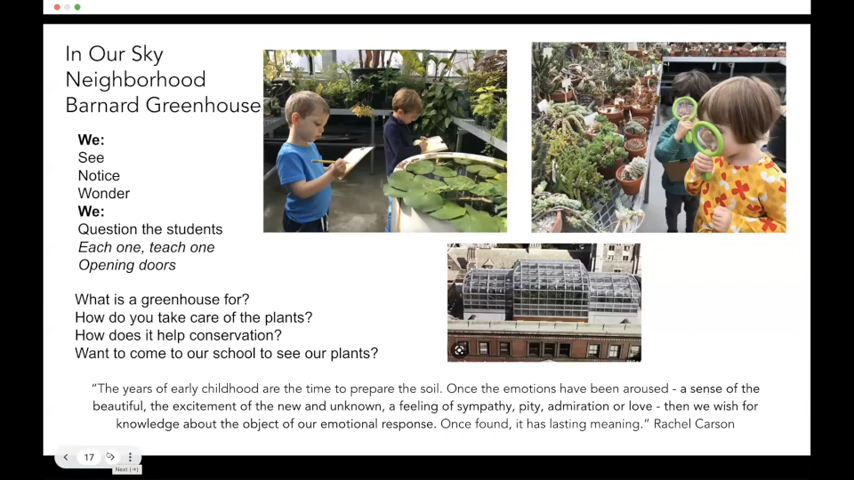 In Our Sky
Neighborhood
Barnard Greenhouse
We:
See
Notice
Wonder
We:
Question the students
Each one, teach one
Opening doors
What is a greenhouse for?
How do you take care of the plants?
How does it help conservation?
Want to come to our school to see our plants?
“The years of early childhood are the time to prepare the soil. Once the emotions have been aroused - a sense of the
beautiful, the excitement of the new and unknown, a feeling of sympathy, pity, admiration or love - then we wish for
knowledge about the object of our emotional response. Once found, it has lasting meaning.” Rachel Carson
17
Next (→)